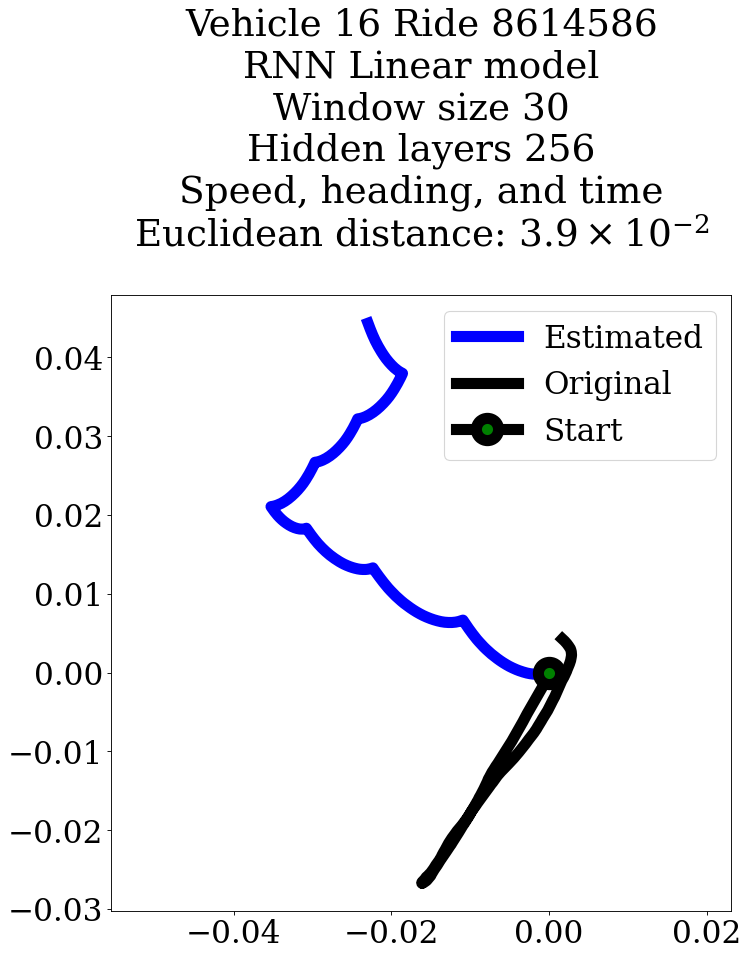 Vehicle 16 Ride 8614586
RNN Linear model
Window size 30
Hidden layers 256
Speed, heading, and time
Euclidean distance: 3.9 × 10⁻²
Estimated
Original
Start
0.04
0.03
0.02
0.01
0.00
−0.01
−0.02
−0.03
−0.04 −0.02 0.00 0.02